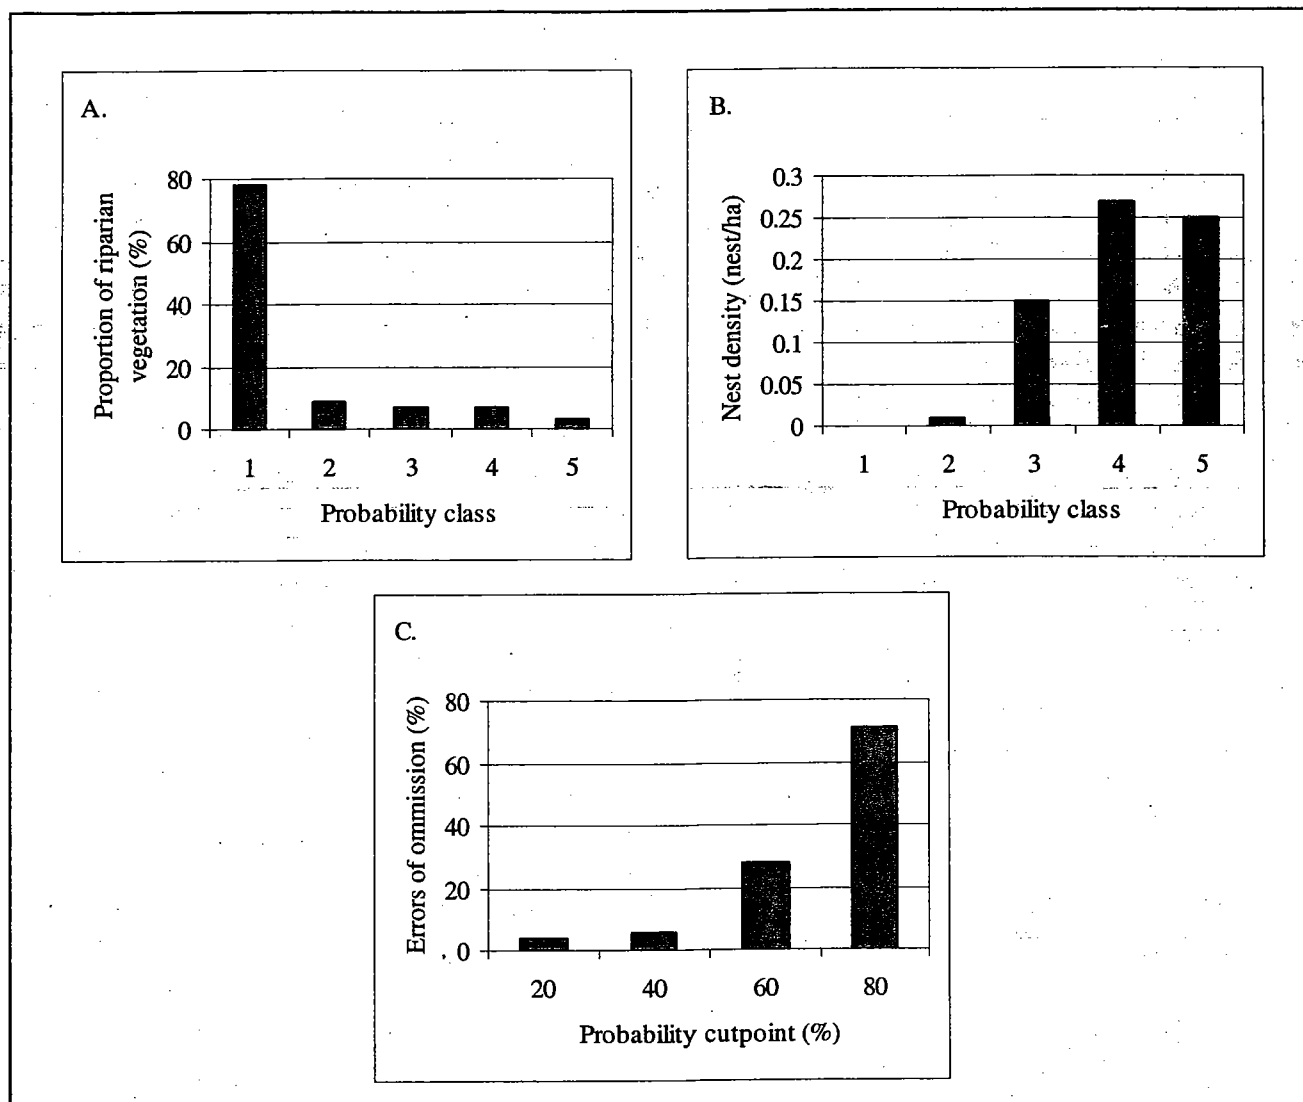 A.
Proportion of riparian
vegetation (%)
80
60
40
20
0
1 2 3 4 5
Probability class
B.
Nest density (nest/ha)
0.3
0.25
0.2
0.15
0.1
0.05
0
1 2 3 4 5
Probability class
C.
Errors of ommission (%)
80
60
40
20
0
20 40 60 80
Probability cutpoint (%)